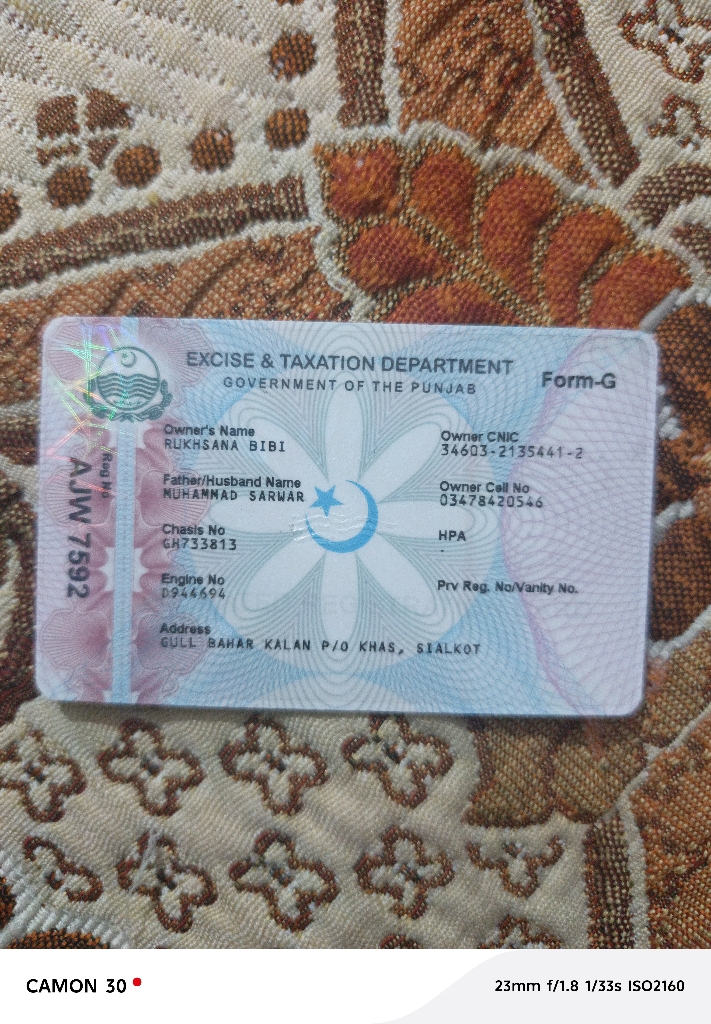 EXCISE & TAXATION DEPARTMENT
GOVERNMENT OF THE PUNJAB
Form-G
Reg No
AJW 7592
Owner's Name
RUKHSANA BIBI
Owner CNIC
34603-2135441-2
Father/Husband Name
MUHAMMAD SARWAR
Owner Cell No
03478420546
Chasis No
GH733813
HPA
Engine No
D944694
Prv Reg. No/Vanity No.
Address
GULL BAHAR KALAN P/O KHAS, SIALKOT
CAMON 30
23mm f/1.8 1/33s ISO2160